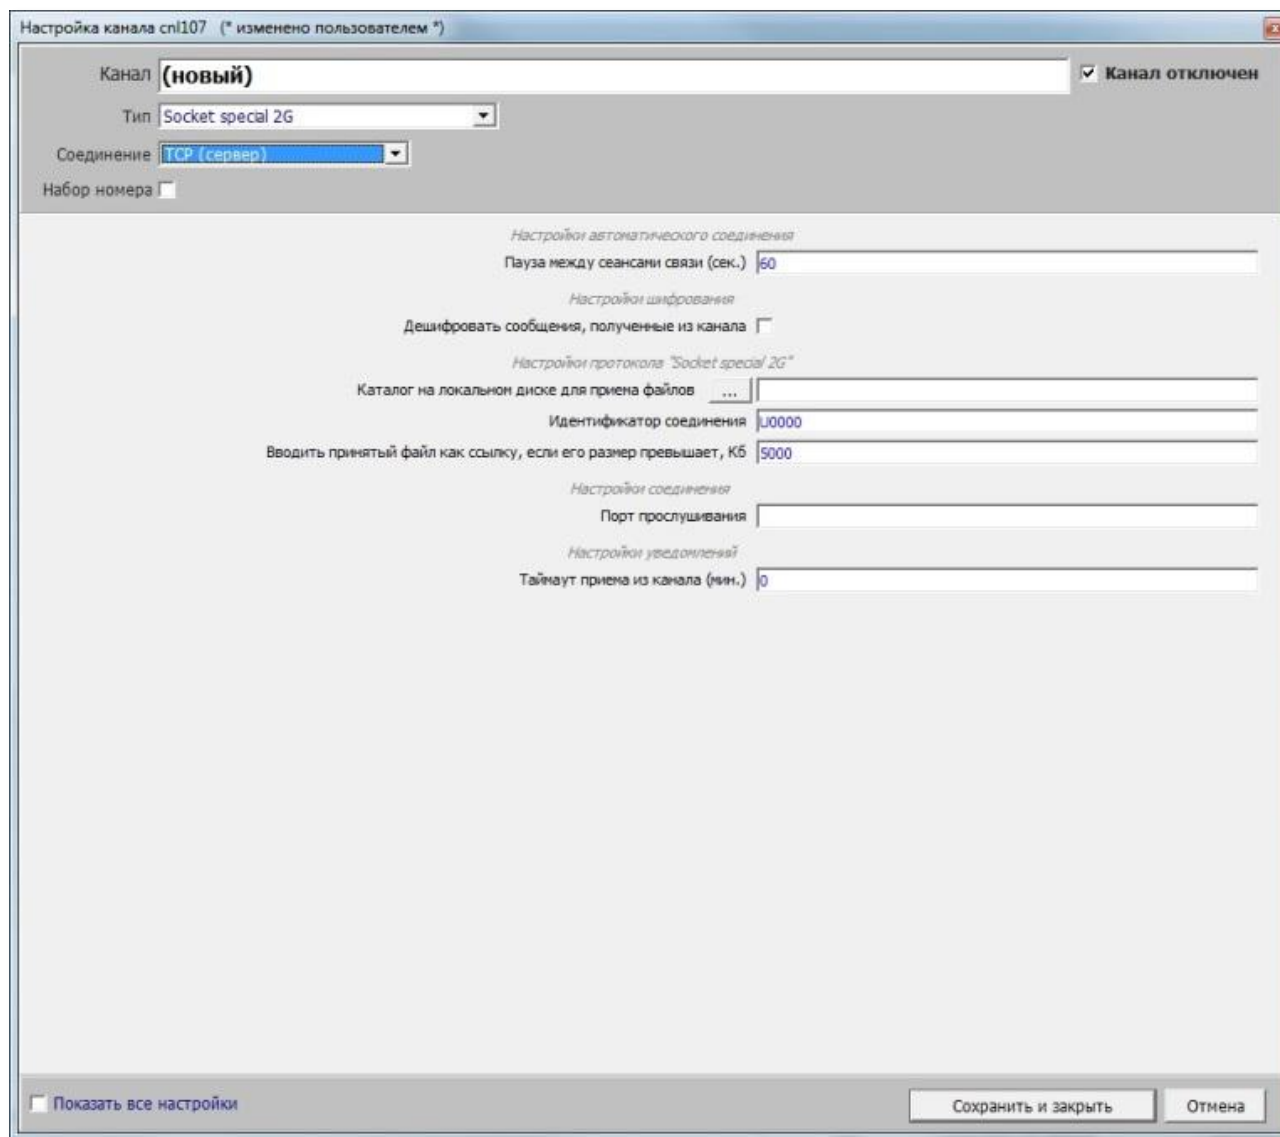 Настройка канала cnl107 (* изменено пользователем *)
Канал (новый) Канал отключен
Тип Socket special 2G
Соединение TCP (сервер)
Набор номера
Настройки автоматического соединения
Пауза между сеансами связи (сек.) 60
Настройки шифрования
Дешифровать сообщения, полученные из канала
Настройки протокола "Socket special 2G"
Каталог на локальном диске для приема файлов ...
Идентификатор соединения U0000
Вводить принятый файл как ссылку, если его размер превышает, Кб 5000
Настройки соединения
Порт прослушивания
Настройки уведомлений
Таймаут приема из канала (мин.) 0
Показать все настройки Сохранить и закрыть Отмена